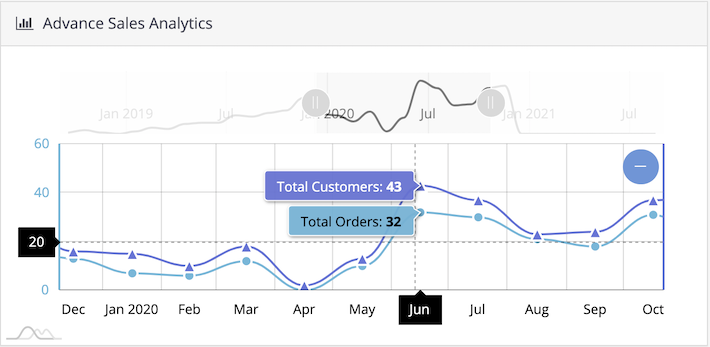 Advance Sales Analytics
Jan 2019 Jul 2020 Jul Jan 2021 Jul
60
40
Total Customers: 43
Total Orders: 32
20
0
Dec Jan 2020 Feb Mar Apr May Jun Jul Aug Sep Oct